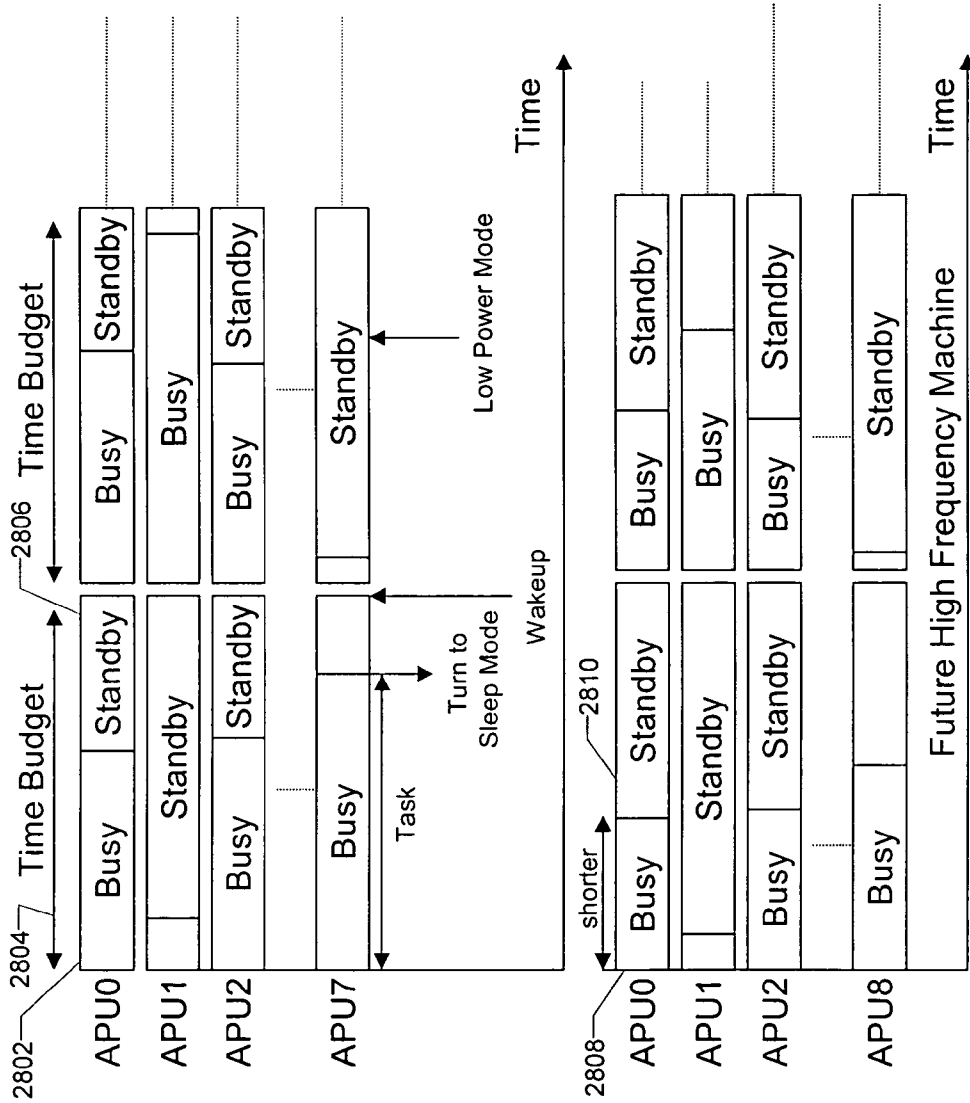 2802
2804
Time Budget
2806
Time Budget
APU0
Busy
Standby
Busy
Standby
APU1
Standby
Busy
APU2
Busy
Standby
Busy
Standby
APU7
Busy
Standby
Task
Turn to
Sleep Mode
Wakeup
Low Power Mode
Time
2808
shorter
2810
APU0
Busy
Standby
Busy
Standby
APU1
Standby
Busy
APU2
Busy
Standby
Busy
Standby
APU8
Busy
Standby
Future High Frequency Machine
Time